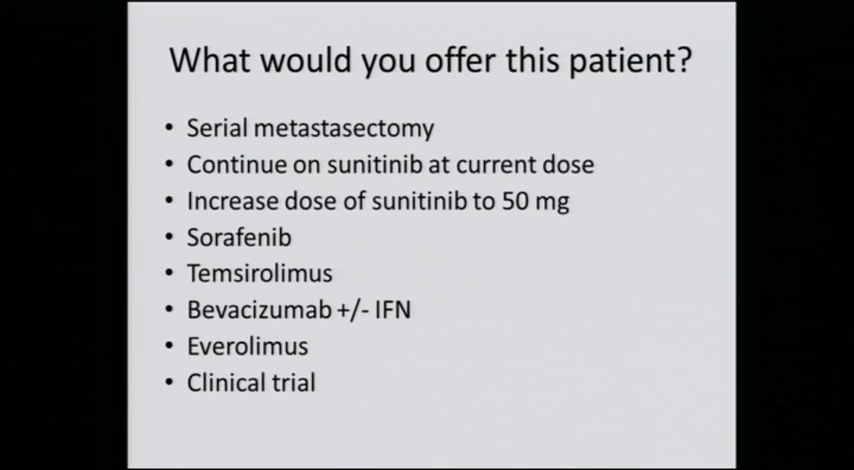 What would you offer this patient?
• Serial metastasectomy
• Continue on sunitinib at current dose
• Increase dose of sunitinib to 50 mg
• Sorafenib
• Temsirolimus
• Bevacizumab +/- IFN
• Everolimus
• Clinical trial